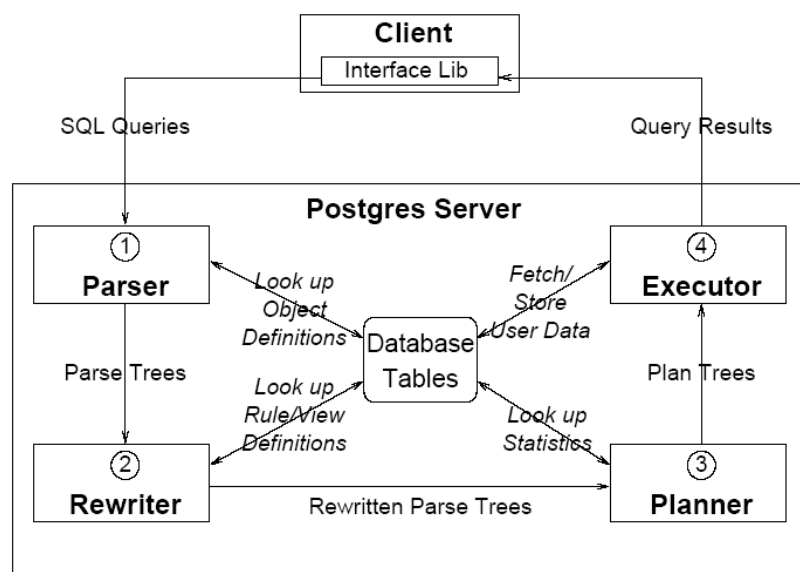 Client
Interface Lib
SQL Queries
Query Results
Postgres Server
1
Parser
4
Executor
Look up
Object
Definitions
Fetch/
Store
User Data
Database
Tables
Parse Trees
Plan Trees
Look up
Rule/View
Definitions
Look up
Statistics
2
Rewriter
3
Planner
Rewritten Parse Trees